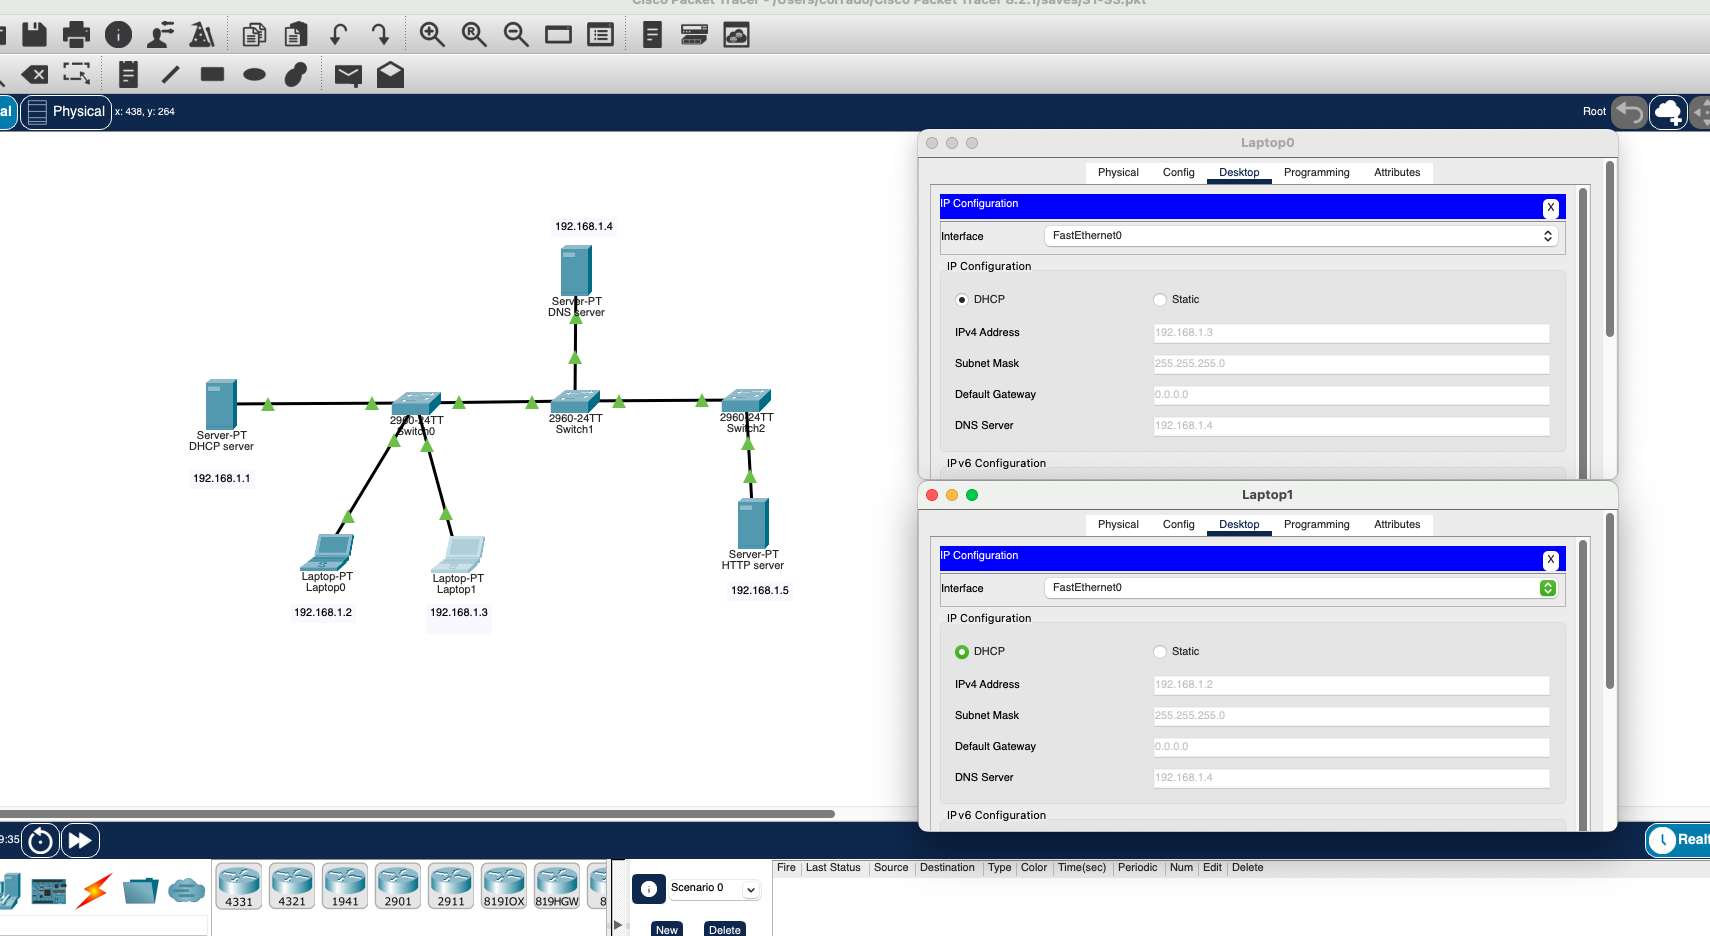 Cisco Packet Tracer - /Users/corrado/Cisco Packet Tracer 8.2.1/saves/S1-S3.pkt
al
Physical
x: 438, y: 264
Root
192.168.1.4
Server-PT
DNS server
Server-PT
DHCP server
192.168.1.1
2960-24TT
Switch0
2960-24TT
Switch1
2960-24TT
Switch2
Laptop-PT
Laptop0
192.168.1.2
Laptop-PT
Laptop1
192.168.1.3
Server-PT
HTTP server
192.168.1.5
Laptop0
Physical Config Desktop Programming Attributes
IP Configuration X
Interface FastEthernet0
IP Configuration
DHCP Static
IPv4 Address 192.168.1.3
Subnet Mask 255.255.255.0
Default Gateway 0.0.0.0
DNS Server 192.168.1.4
IPv6 Configuration
Laptop1
Physical Config Desktop Programming Attributes
IP Configuration X
Interface FastEthernet0
IP Configuration
DHCP Static
IPv4 Address 192.168.1.2
Subnet Mask 255.255.255.0
Default Gateway 0.0.0.0
DNS Server 192.168.1.4
IPv6 Configuration
9:35
Realt
4331 4321 1941 2901 2911 819IOX 819HGW 8
Scenario 0
New Delete
Fire Last Status Source Destination Type Color Time(sec) Periodic Num Edit Delete